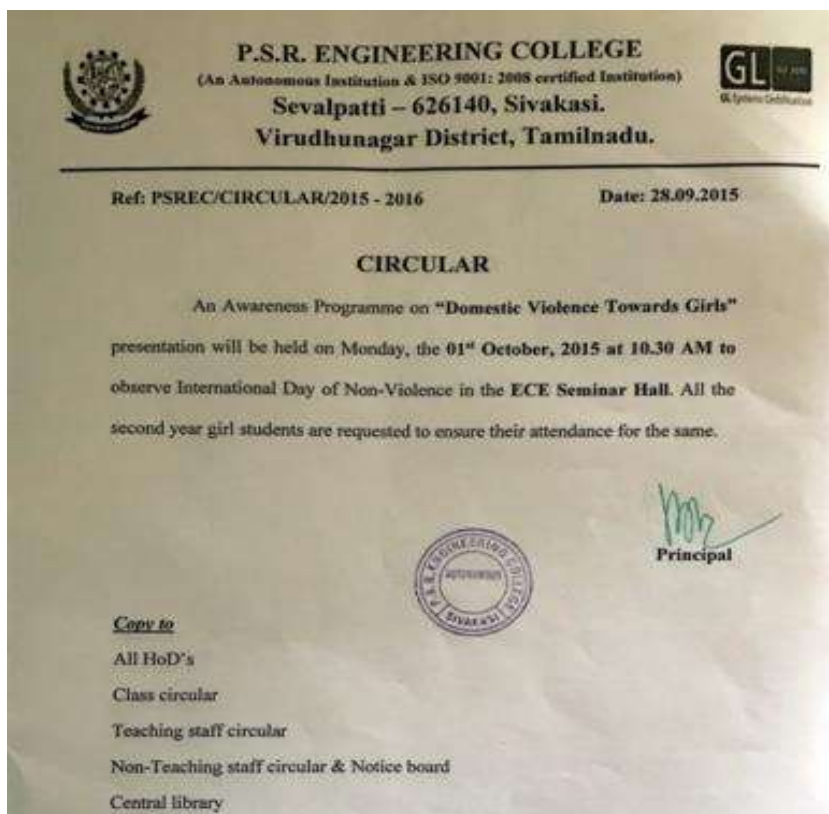 P.S.R. ENGINEERING COLLEGE
(An Autonomous Institution & ISO 9001: 2008 certified Institution)
Sevalpatti – 626140, Sivakasi.
Virudhunagar District, Tamilnadu.
GL
GL Systems Certification
Ref: PSREC/CIRCULAR/2015 - 2016 Date: 28.09.2015
CIRCULAR
An Awareness Programme on “Domestic Violence Towards Girls”
presentation will be held on Monday, the 01st October, 2015 at 10.30 AM to
observe International Day of Non-Violence in the ECE Seminar Hall. All the
second year girl students are requested to ensure their attendance for the same.
Principal
P.S.R. ENGINEERING COLLEGE
AUTONOMOUS
SIVAKASI
Copy to
All HoD's
Class circular
Teaching staff circular
Non-Teaching staff circular & Notice board
Central library